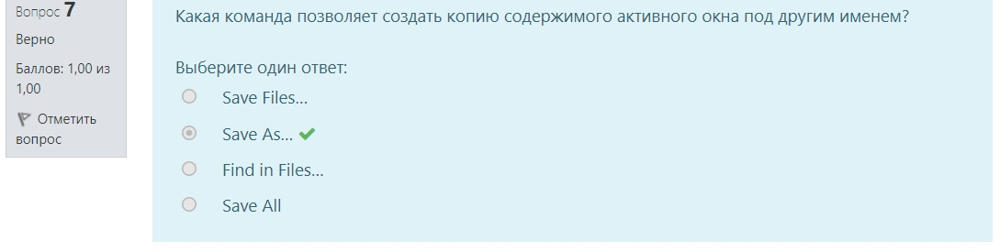 Вопрос 7
Верно
Баллов: 1,00 из
1,00
Отметить
вопрос
Какая команда позволяет создать копию содержимого активного окна под другим именем?
Выберите один ответ:
Save Files...
Save As...
Find in Files...
Save All